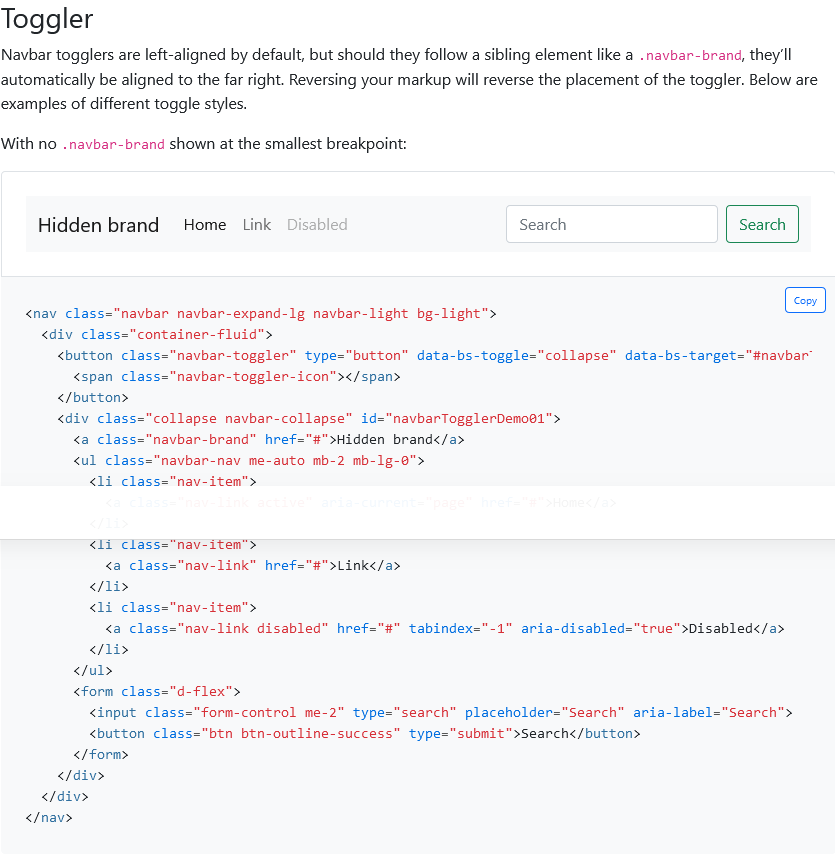 Toggler
Navbar togglers are left-aligned by default, but should they follow a sibling element like a .navbar-brand, they’ll
automatically be aligned to the far right. Reversing your markup will reverse the placement of the toggler. Below are
examples of different toggle styles.
With no .navbar-brand shown at the smallest breakpoint:
Hidden brand Home Link Disabled Search Search
Copy
<nav class="navbar navbar-expand-lg navbar-light bg-light">
  <div class="container-fluid">
    <button class="navbar-toggler" type="button" data-bs-toggle="collapse" data-bs-target="#navbar
      <span class="navbar-toggler-icon"></span>
    </button>
    <div class="collapse navbar-collapse" id="navbarTogglerDemo01">
      <a class="navbar-brand" href="#">Hidden brand</a>
      <ul class="navbar-nav me-auto mb-2 mb-lg-0">
        <li class="nav-item">
          <a class="nav-link active" aria-current="page" href="#">Home</a>
        </li>
        <li class="nav-item">
          <a class="nav-link" href="#">Link</a>
        </li>
        <li class="nav-item">
          <a class="nav-link disabled" href="#" tabindex="-1" aria-disabled="true">Disabled</a>
        </li>
      </ul>
      <form class="d-flex">
        <input class="form-control me-2" type="search" placeholder="Search" aria-label="Search">
        <button class="btn btn-outline-success" type="submit">Search</button>
      </form>
    </div>
  </div>
</nav>